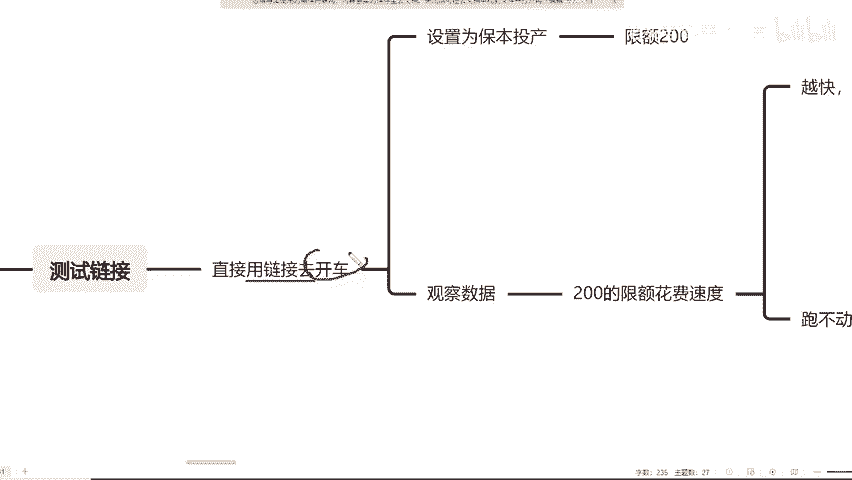 设置为保本投产
限额200
越快，
测试链接
直接用链接去开车
观察数据
200的限额花费速度
跑不动
字数：235 主题数：27
bilibili